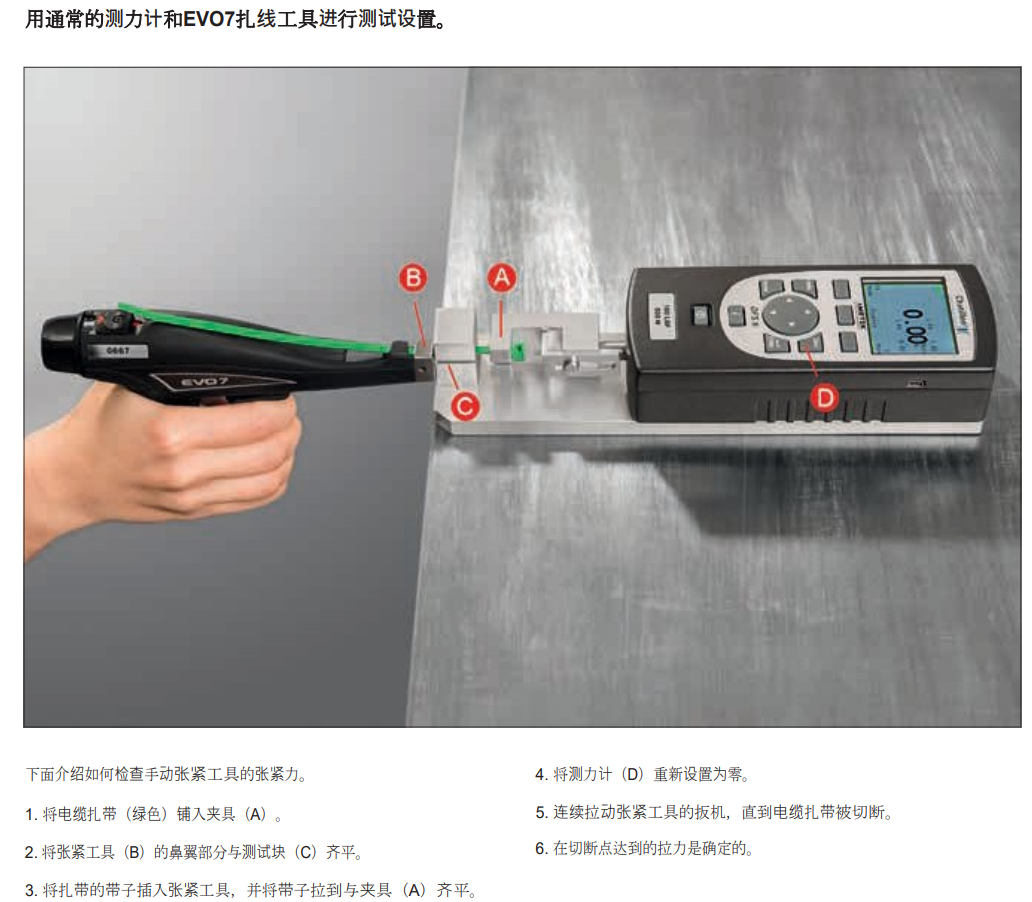 用通常的测力计和EVO7扎线工具进行测试设置。
B
A
C
D
0667
EVO 7
100 LBF
500 N
AMETEK
Chatillon
0.00
下面介绍如何检查手动张紧工具的张紧力。
1. 将电缆扎带（绿色）铺入夹具（A）。
2. 将张紧工具（B）的鼻翼部分与测试块（C）齐平。
3. 将扎带的带子插入张紧工具，并将带子拉到与夹具（A）齐平。
4. 将测力计（D）重新设置为零。
5. 连续拉动张紧工具的扳机，直到电缆扎带被切断。
6. 在切断点达到的拉力是确定的。